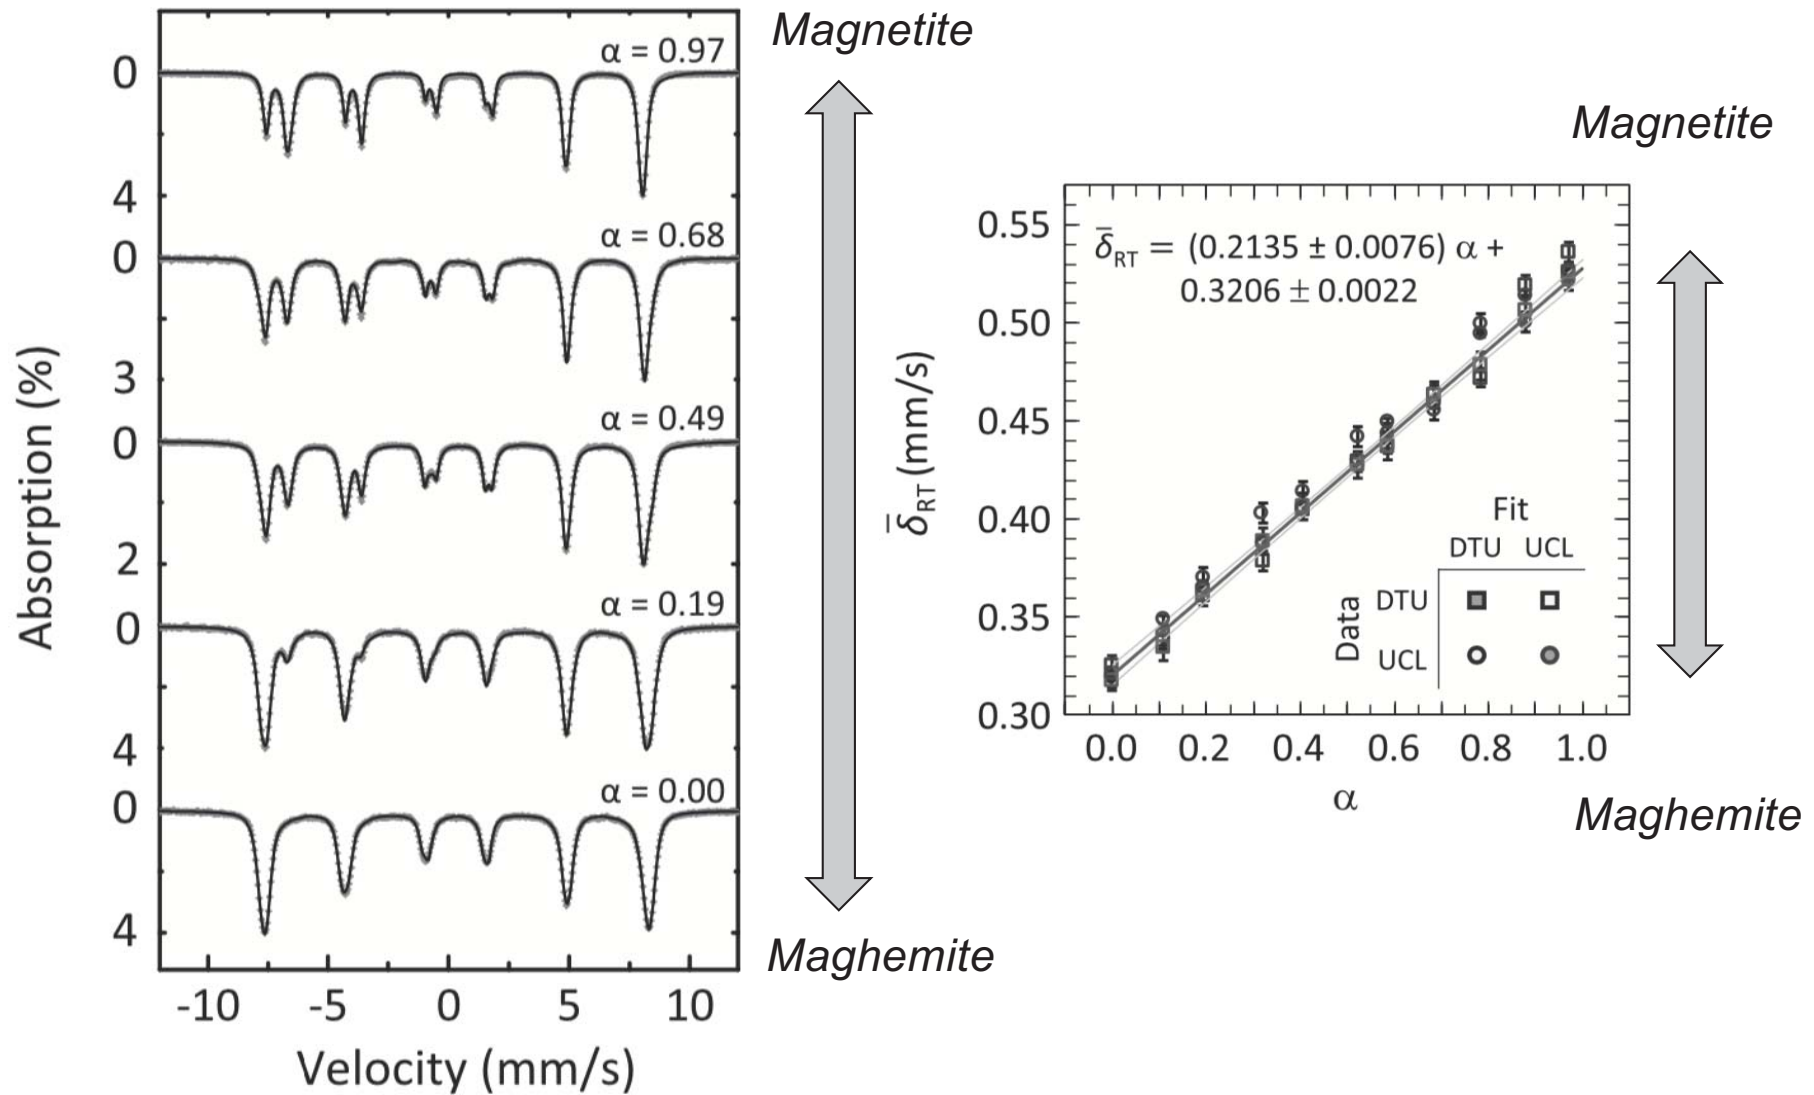 Magnetite
α = 0.97
0
4
α = 0.68
0
3
α = 0.49
0
2
α = 0.19
0
4
α = 0.00
0
4
Absorption (%)
-10 -5 0 5 10
Velocity (mm/s)
Maghemite
Magnetite
0.55
0.50
0.45
0.40
0.35
0.30
δ̅RT (mm/s)
δ̅RT = (0.2135 ± 0.0076) α +
0.3206 ± 0.0022
Fit
DTU UCL
Data
DTU
UCL
0.0 0.2 0.4 0.6 0.8 1.0
α
Maghemite